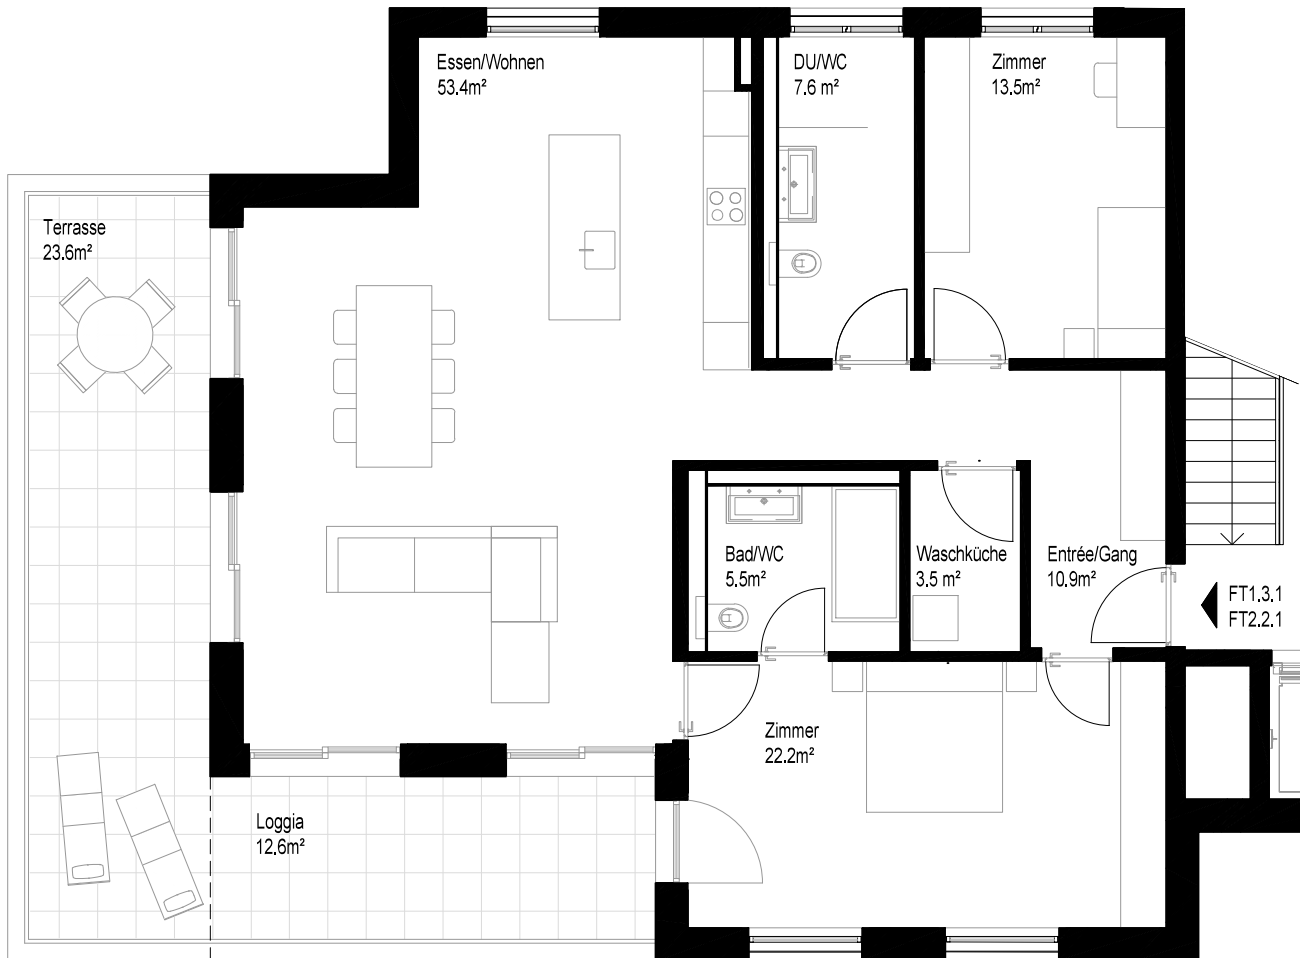 Essen/Wohnen
53.4m²
DU/WC
7.6 m²
Zimmer
13.5m²
Terrasse
23.6m²
Bad/WC
5.5m²
Waschküche
3.5 m²
Entrée/Gang
10.9m²
FT1.3.1
FT2.2.1
Zimmer
22.2m²
Loggia
12.6m²